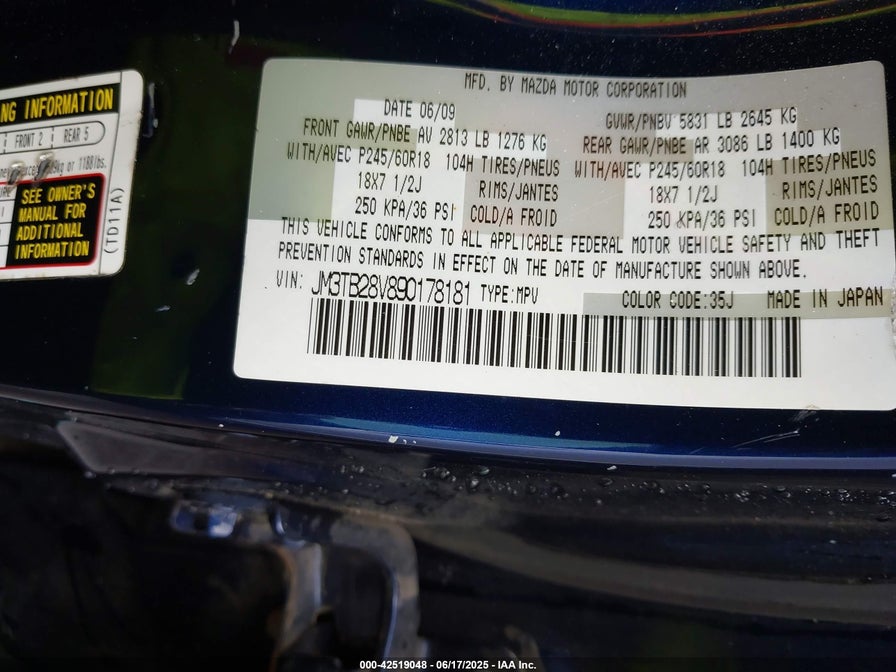 NG INFORMATION
FRONT 2 REAR 5
kg or 1188lbs.
SEE OWNER'S
MANUAL FOR
ADDITIONAL
INFORMATION
(TD11A)
MFD. BY MAZDA MOTOR CORPORATION
DATE 06/09 GVWR/PNBV 5831 LB 2645 KG
FRONT GAWR/PNBE AV 2813 LB 1276 KG REAR GAWR/PNBE AR 3086 LB 1400 KG
WITH/AVEC P245/60R18 104H TIRES/PNEUS WITH/AVEC P245/60R18 104H TIRES/PNEUS
18X7 1/2J RIMS/JANTES 18X7 1/2J RIMS/JANTES
250 KPA/36 PSI COLD/A FROID 250 KPA/36 PSI COLD/A FROID
THIS VEHICLE CONFORMS TO ALL APPLICABLE FEDERAL MOTOR VEHICLE SAFETY AND THEFT
PREVENTION STANDARDS IN EFFECT ON THE DATE OF MANUFACTURE SHOWN ABOVE.
VIN: JM3TB28V890178181 TYPE:MPV COLOR CODE:35J MADE IN JAPAN
000-42519048 - 06/17/2025 - IAA Inc.